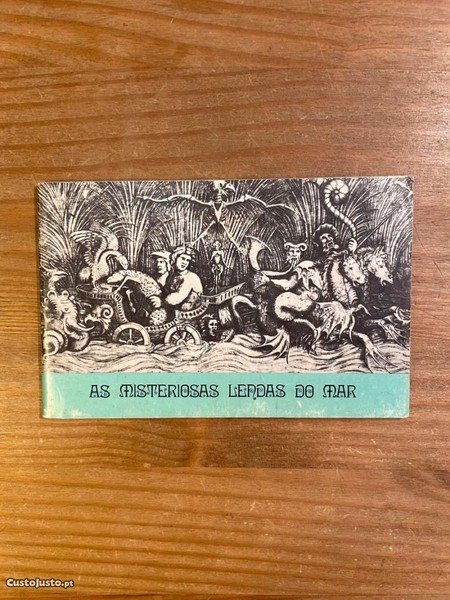 AS MISTERIOSAS LENDAS DO MAR
CustoJusto.pt